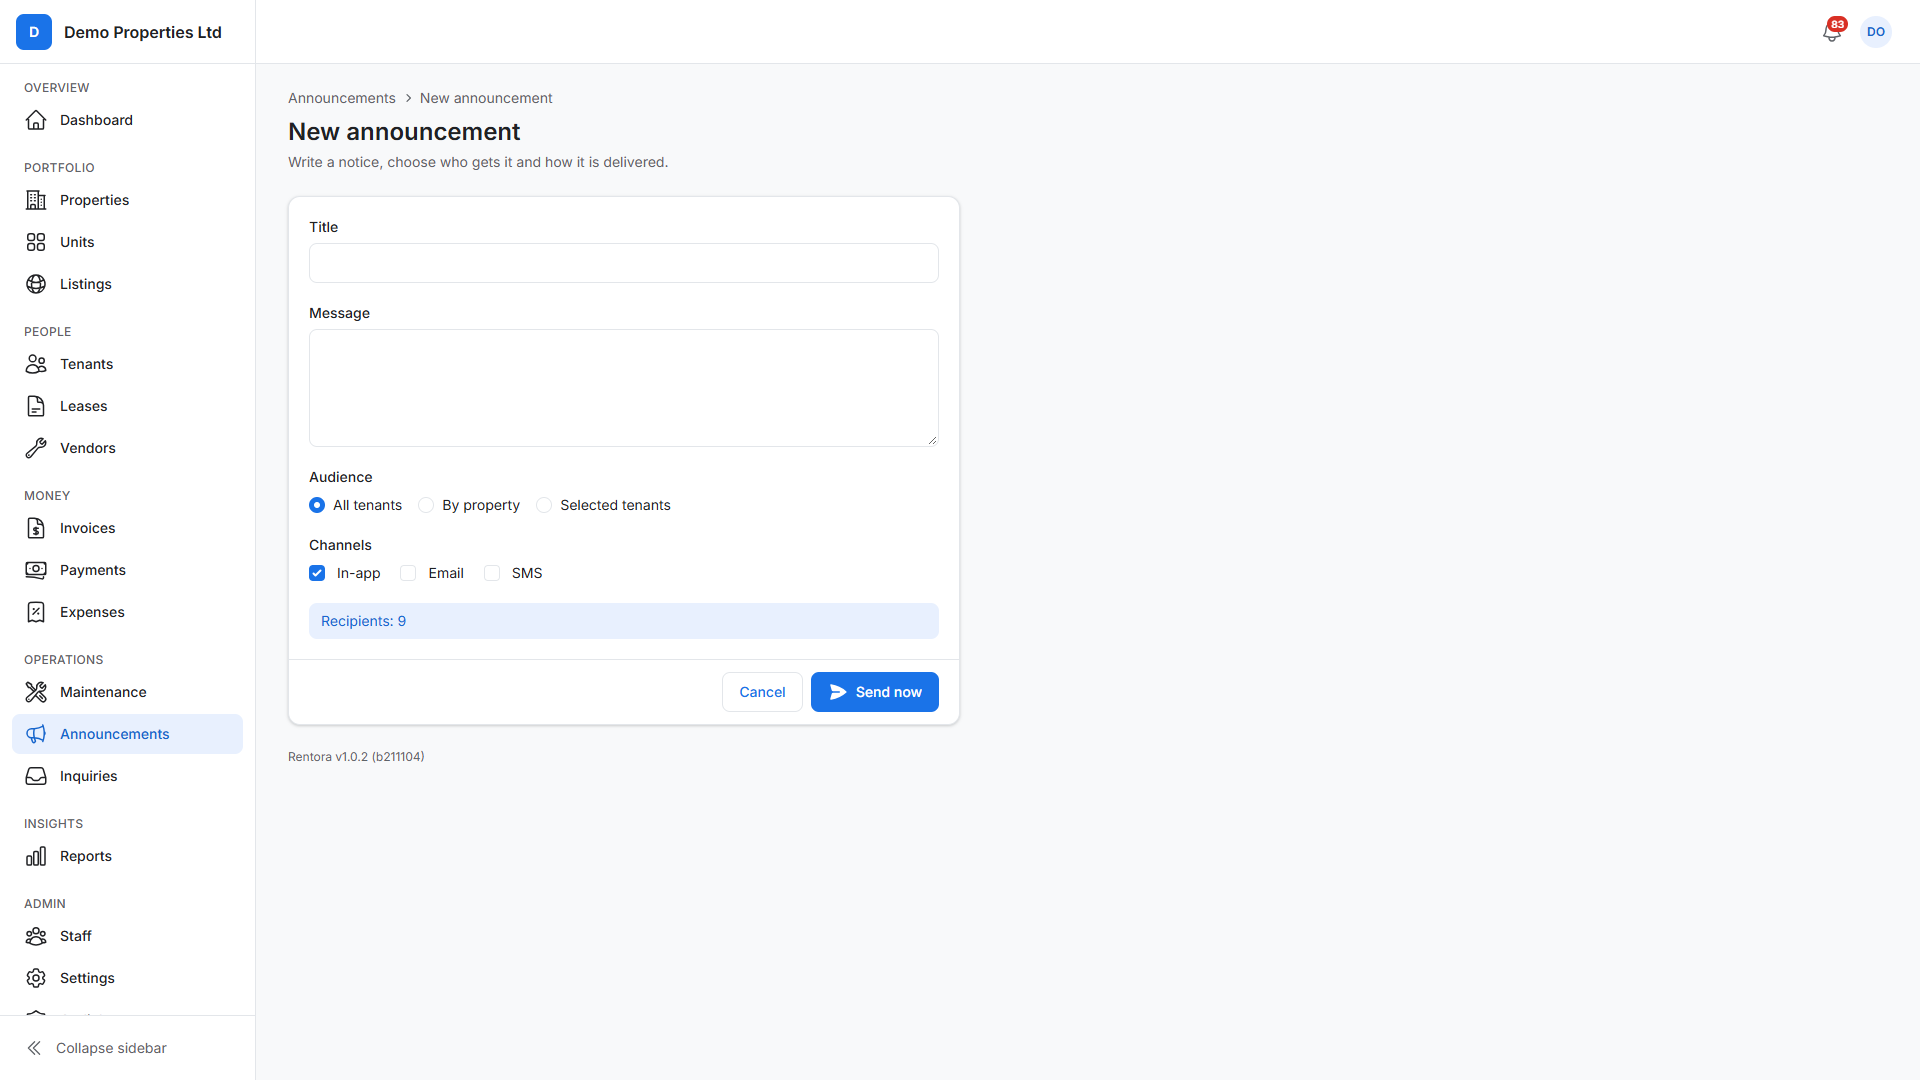 D
Demo Properties Ltd
83
DO
OVERVIEW
Dashboard
PORTFOLIO
Properties
Units
Listings
PEOPLE
Tenants
Leases
Vendors
MONEY
Invoices
Payments
Expenses
OPERATIONS
Maintenance
Announcements
Inquiries
INSIGHTS
Reports
ADMIN
Staff
Settings
Collapse sidebar
Announcements > New announcement
New announcement
Write a notice, choose who gets it and how it is delivered.
Title
Message
Audience
All tenants By property Selected tenants
Channels
In-app Email SMS
Recipients: 9
Cancel Send now
Rentora v1.0.2 (b211104)